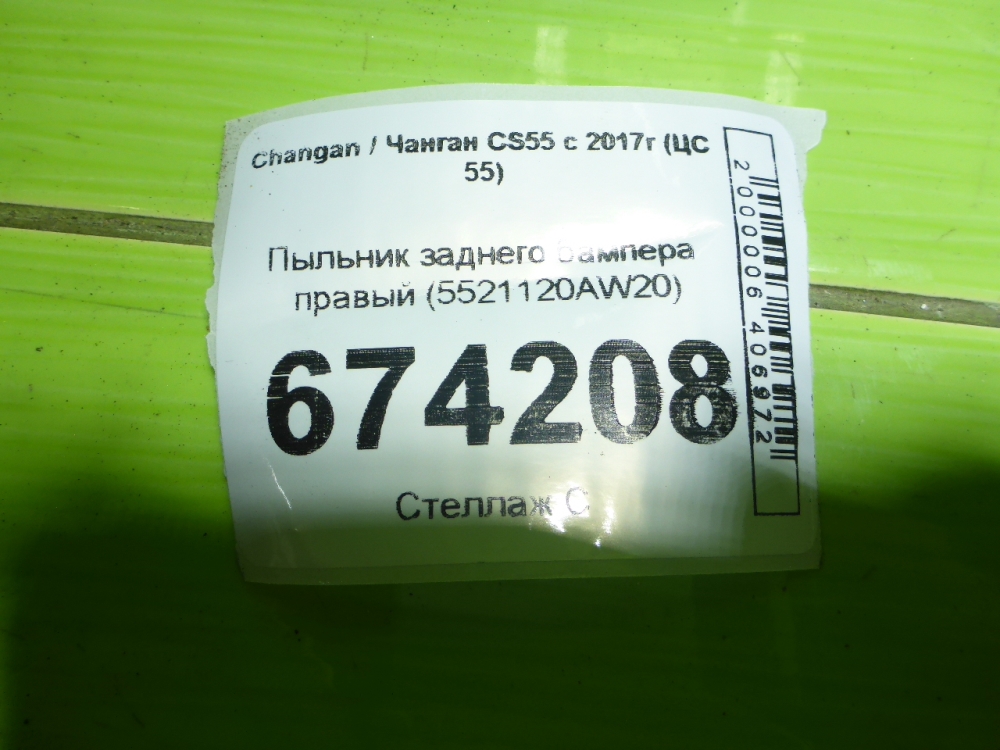 Changan / Чанган CS55 с 2017г (ЦС
55)
Пыльник заднего бампера
правый (5521120AW20)
674208
Стеллаж С
2000006406972